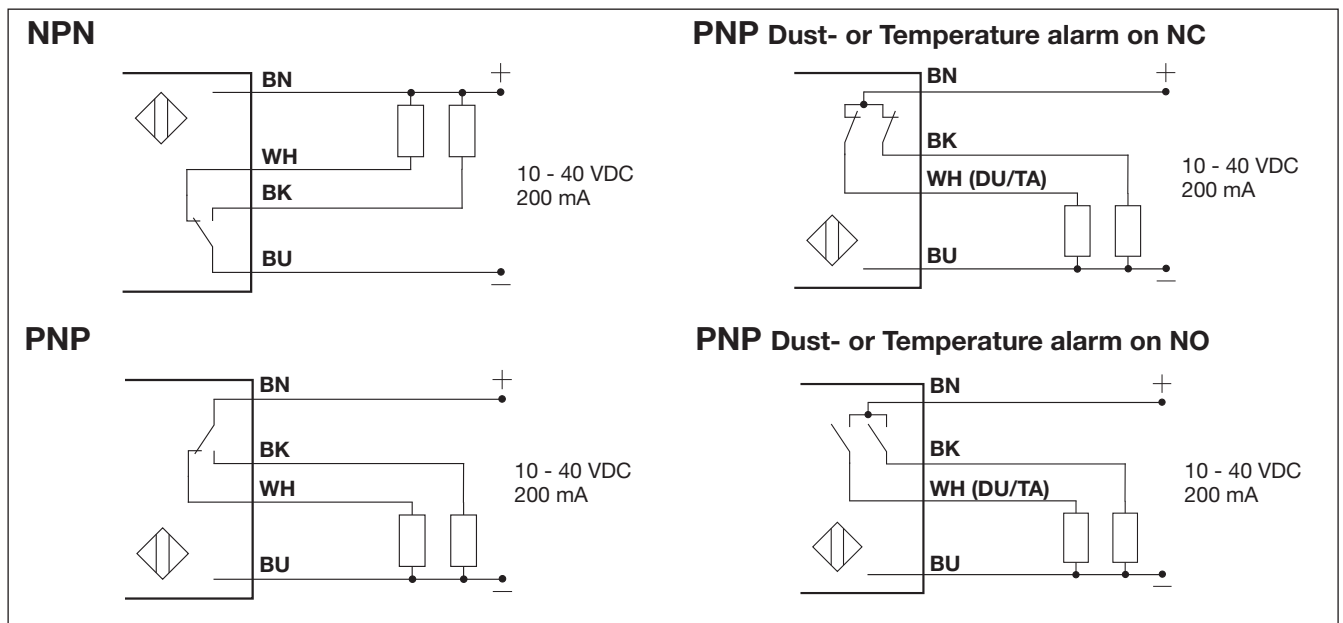 NPN
BN
+
WH
BK
10 - 40 VDC
200 mA
BU
–
PNP Dust- or Temperature alarm on NC
BN
+
BK
WH (DU/TA)
10 - 40 VDC
200 mA
BU
–
PNP
BN
+
BK
WH
10 - 40 VDC
200 mA
BU
–
PNP Dust- or Temperature alarm on NO
BN
+
BK
WH (DU/TA)
10 - 40 VDC
200 mA
BU
–